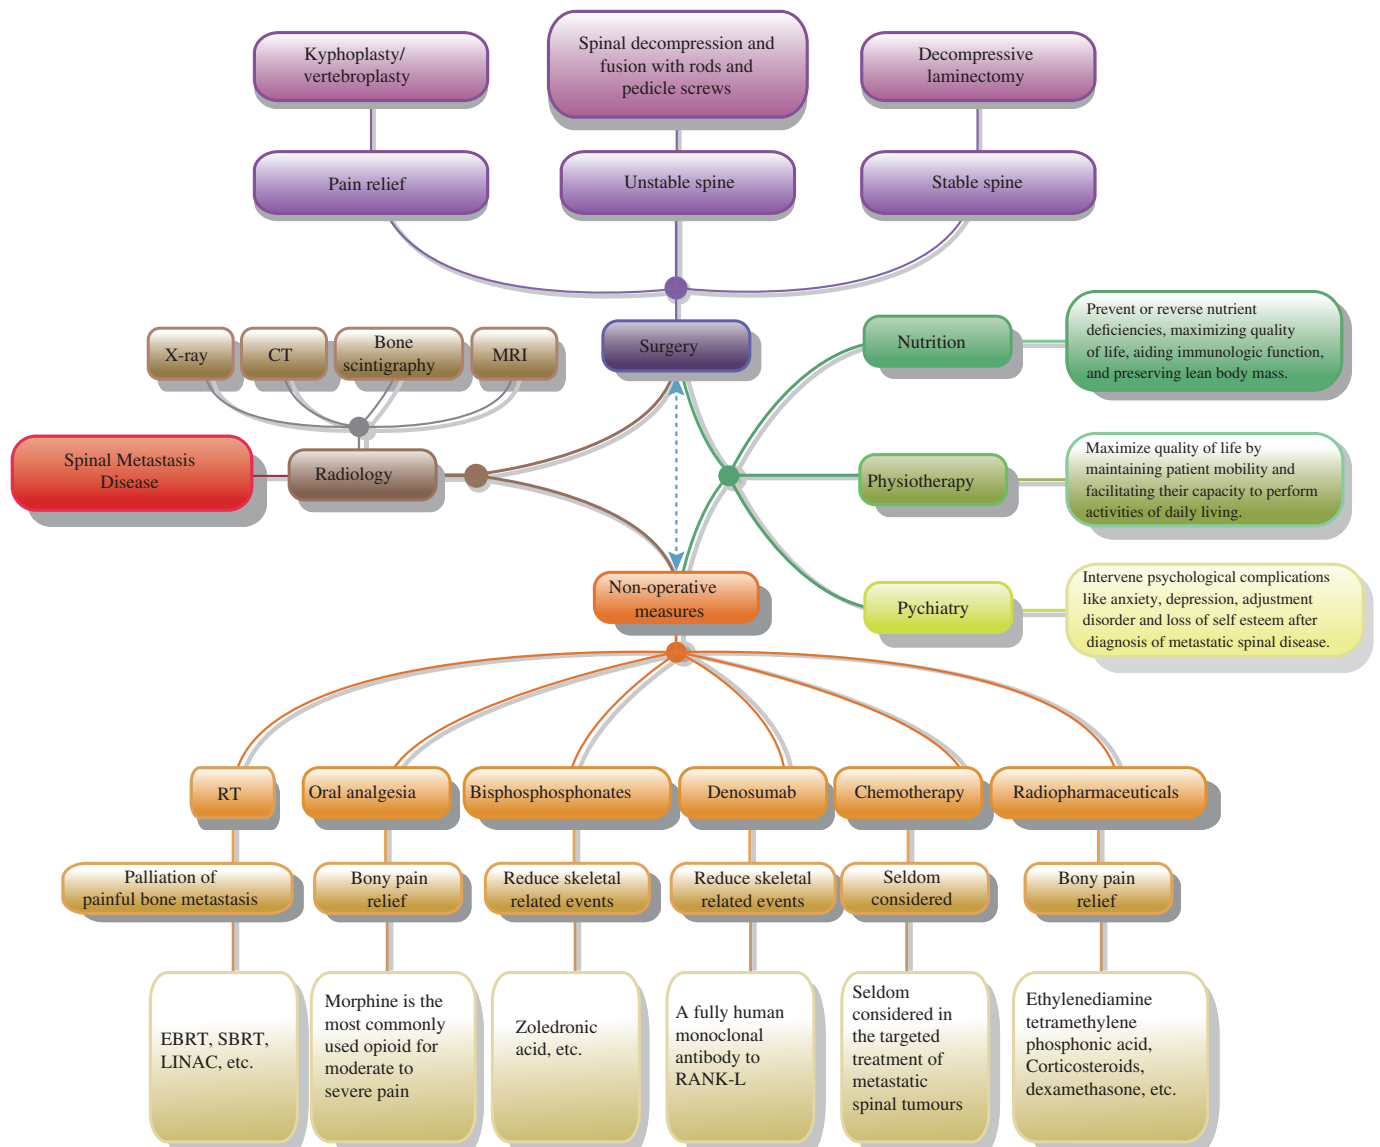 Kyphoplasty/
vertebroplasty
Spinal decompression and
fusion with rods and
pedicle screws
Decompressive
laminectomy
Pain relief
Unstable spine
Stable spine
X-ray
CT
Bone
scintigraphy
MRI
Surgery
Nutrition
Prevent or reverse nutrient
deficiencies, maximizing quality
of life, aiding immunologic function,
and preserving lean body mass.
Spinal Metastasis
Disease
Radiology
Physiotherapy
Maximize quality of life by
maintaining patient mobility and
facilitating their capacity to perform
activities of daily living.
Non-operative
measures
Pychiatry
Intervene psychological complications
like anxiety, depression, adjustment
disorder and loss of self esteem after
diagnosis of metastatic spinal disease.
RT
Oral analgesia
Bisphosphosphonates
Denosumab
Chemotherapy
Radiopharmaceuticals
Palliation of
painful bone metastasis
Bony pain
relief
Reduce skeletal
related events
Reduce skeletal
related events
Seldom
considered
Bony pain
relief
EBRT, SBRT,
LINAC, etc.
Morphine is the
most commonly
used opioid for
moderate to
severe pain
Zoledronic
acid, etc.
A fully human
monoclonal
antibody to
RANK-L
Seldom
considered in
the targeted
treatment of
metastatic
spinal tumours
Ethylenediamine
tetramethylene
phosphonic acid,
Corticosteroids,
dexamethasone, etc.